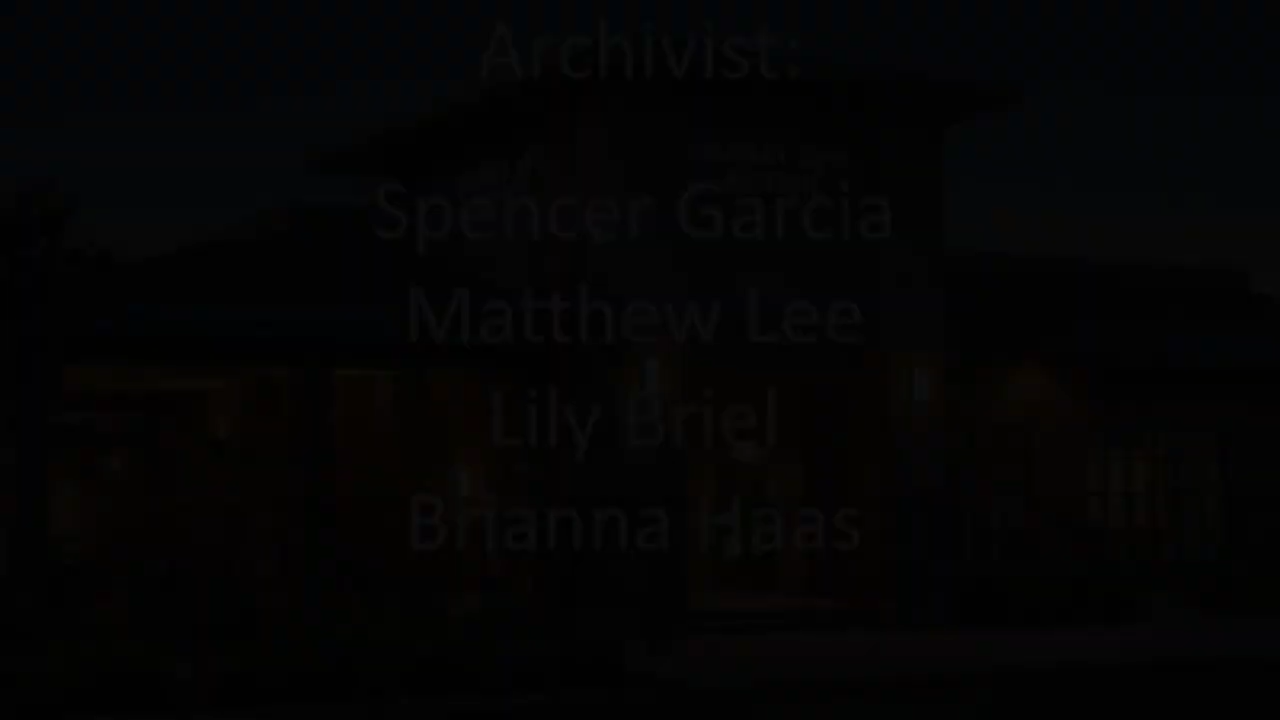 Archivist:
Spencer Garcia
Matthew Lee
Lily Briel
Brianna Haas